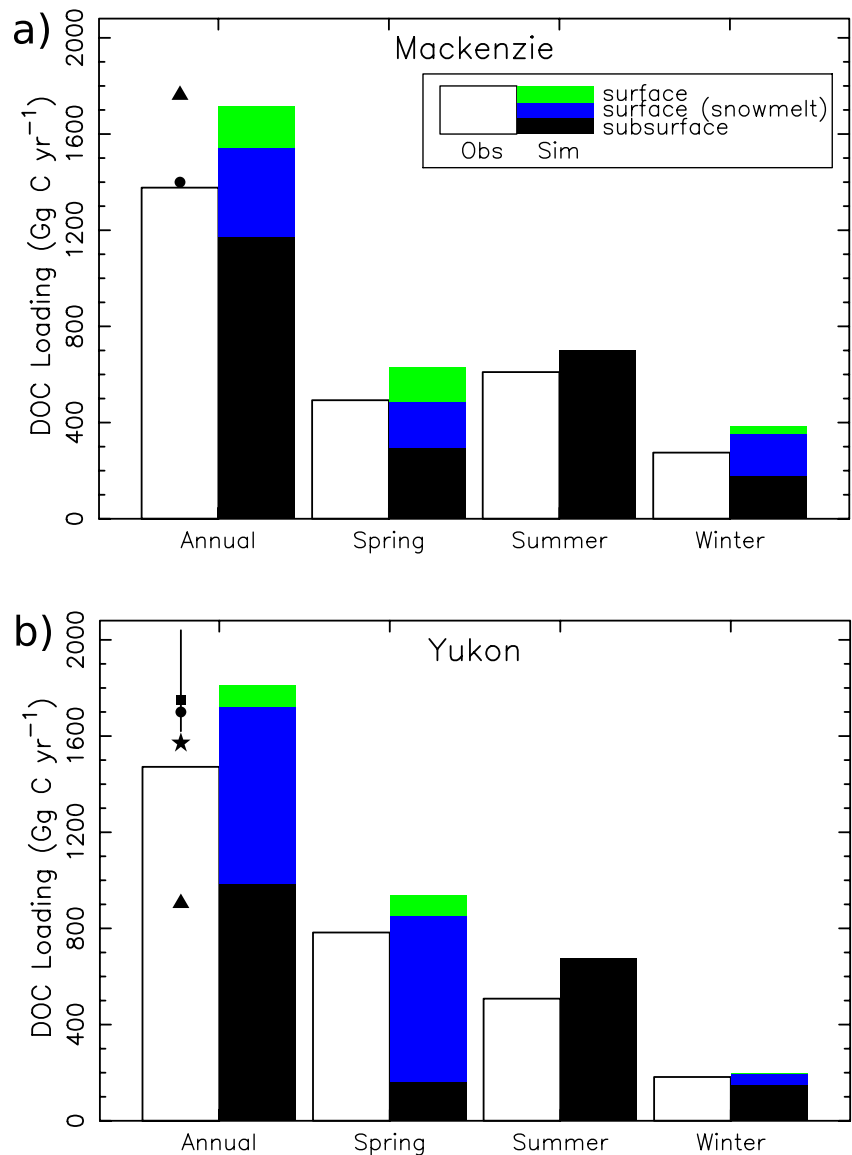 a)
Mackenzie
DOC Loading (Gg C yr⁻¹)
2000
1600
1200
800
400
0
surface
surface (snowmelt)
subsurface
Obs Sim
Annual Spring Summer Winter
b)
Yukon
DOC Loading (Gg C yr⁻¹)
2000
1600
1200
800
400
0
Annual Spring Summer Winter